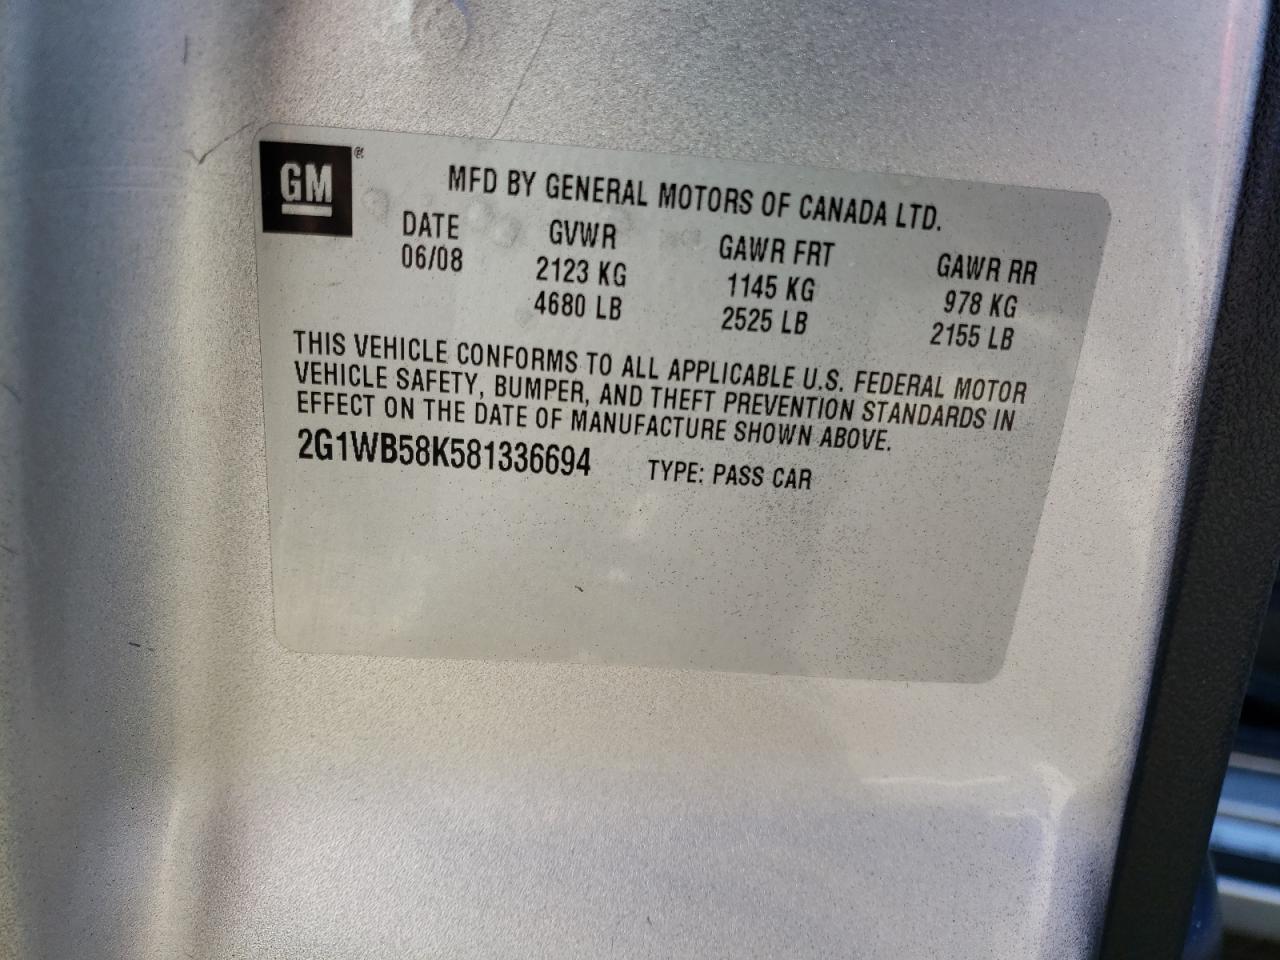 GM®
MFD BY GENERAL MOTORS OF CANADA LTD.
DATE GVWR GAWR FRT GAWR RR
06/08 2123 KG 1145 KG 978 KG
4680 LB 2525 LB 2155 LB
THIS VEHICLE CONFORMS TO ALL APPLICABLE U.S. FEDERAL MOTOR
VEHICLE SAFETY, BUMPER, AND THEFT PREVENTION STANDARDS IN
EFFECT ON THE DATE OF MANUFACTURE SHOWN ABOVE.
2G1WB58K581336694 TYPE: PASS CAR